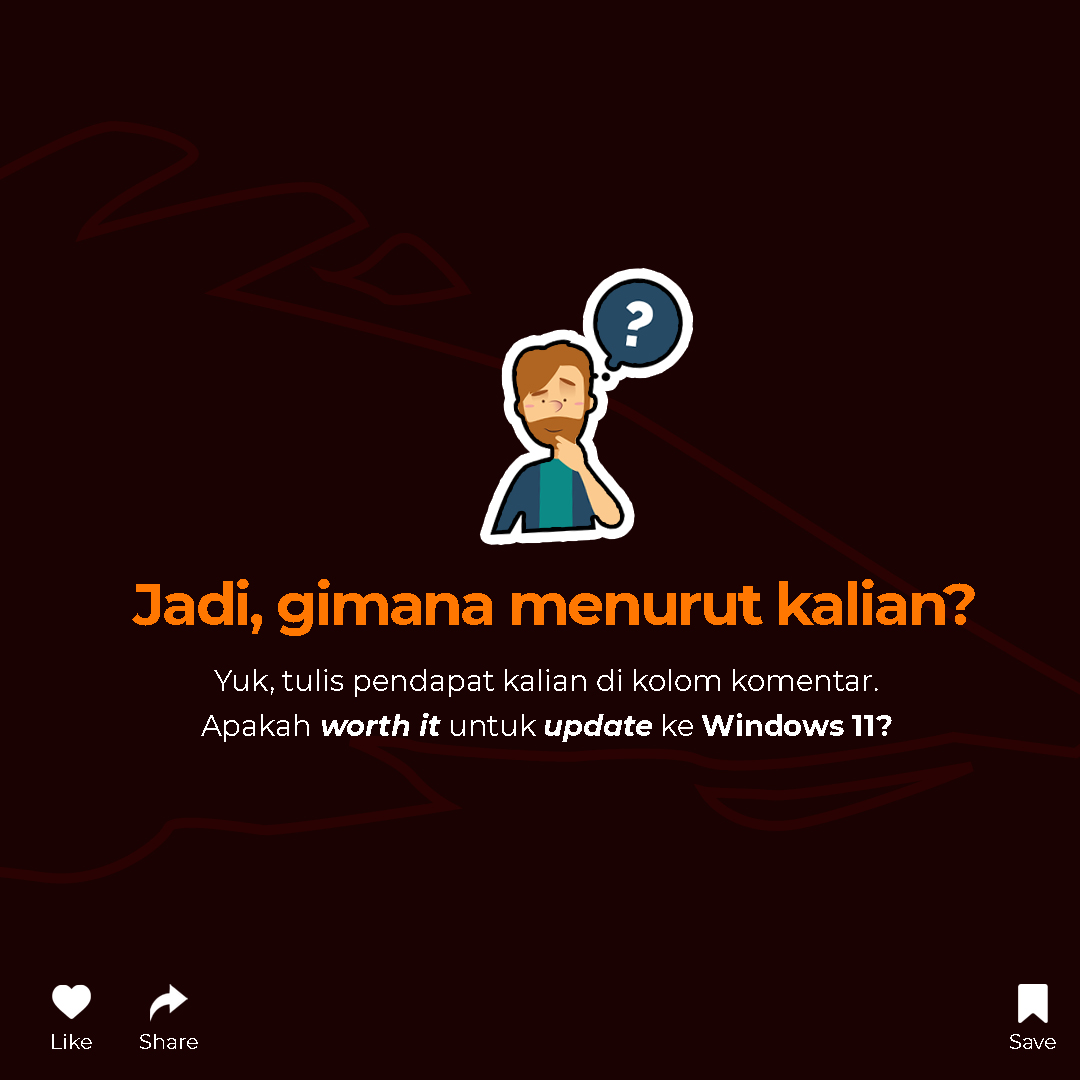 ?
Jadi, gimana menurut kalian?
Yuk, tulis pendapat kalian di kolom komentar.
Apakah worth it untuk update ke Windows 11?
Like
Share
Save